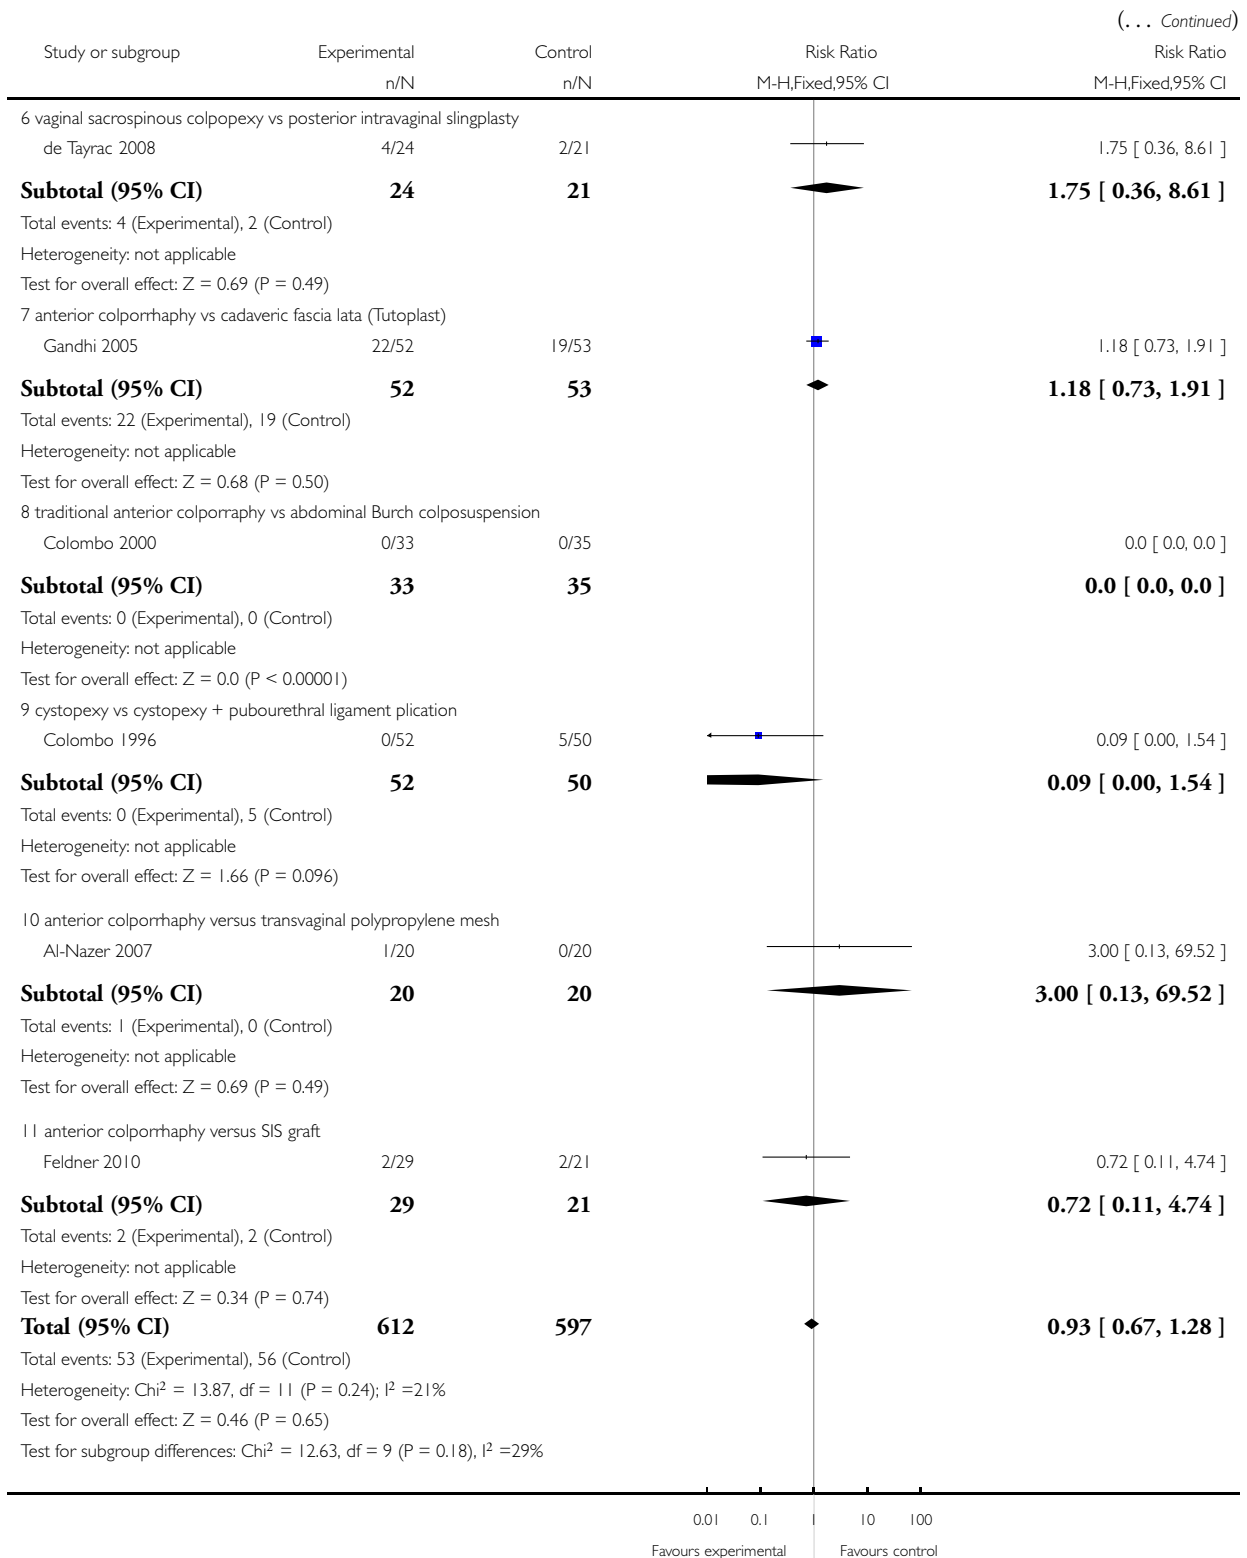 (... Continued)
Study or subgroup Experimental Control Risk Ratio Risk Ratio
n/N n/N M-H,Fixed,95% CI M-H,Fixed,95% CI
6 vaginal sacrospinous colpopexy vs posterior intravaginal slingplasty
de Tayrac 2008 4/24 2/21 1.75 [ 0.36, 8.61 ]
Subtotal (95% CI) 24 21 1.75 [ 0.36, 8.61 ]
Total events: 4 (Experimental), 2 (Control)
Heterogeneity: not applicable
Test for overall effect: Z = 0.69 (P = 0.49)
7 anterior colporrhaphy vs cadaveric fascia lata (Tutoplast)
Gandhi 2005 22/52 19/53 1.18 [ 0.73, 1.91 ]
Subtotal (95% CI) 52 53 1.18 [ 0.73, 1.91 ]
Total events: 22 (Experimental), 19 (Control)
Heterogeneity: not applicable
Test for overall effect: Z = 0.68 (P = 0.50)
8 traditional anterior colporraphy vs abdominal Burch colposuspension
Colombo 2000 0/33 0/35 0.0 [ 0.0, 0.0 ]
Subtotal (95% CI) 33 35 0.0 [ 0.0, 0.0 ]
Total events: 0 (Experimental), 0 (Control)
Heterogeneity: not applicable
Test for overall effect: Z = 0.0 (P < 0.00001)
9 cystopexy vs cystopexy + pubourethral ligament plication
Colombo 1996 0/52 5/50 0.09 [ 0.00, 1.54 ]
Subtotal (95% CI) 52 50 0.09 [ 0.00, 1.54 ]
Total events: 0 (Experimental), 5 (Control)
Heterogeneity: not applicable
Test for overall effect: Z = 1.66 (P = 0.096)
10 anterior colporrhaphy versus transvaginal polypropylene mesh
Al-Nazer 2007 1/20 0/20 3.00 [ 0.13, 69.52 ]
Subtotal (95% CI) 20 20 3.00 [ 0.13, 69.52 ]
Total events: 1 (Experimental), 0 (Control)
Heterogeneity: not applicable
Test for overall effect: Z = 0.69 (P = 0.49)
11 anterior colporrhaphy versus SIS graft
Feldner 2010 2/29 2/21 0.72 [ 0.11, 4.74 ]
Subtotal (95% CI) 29 21 0.72 [ 0.11, 4.74 ]
Total events: 2 (Experimental), 2 (Control)
Heterogeneity: not applicable
Test for overall effect: Z = 0.34 (P = 0.74)
Total (95% CI) 612 597 0.93 [ 0.67, 1.28 ]
Total events: 53 (Experimental), 56 (Control)
Heterogeneity: Chi² = 13.87, df = 11 (P = 0.24); I² =21%
Test for overall effect: Z = 0.46 (P = 0.65)
Test for subgroup differences: Chi² = 12.63, df = 9 (P = 0.18), I² =29%
0.01 0.1 1 10 100
Favours experimental Favours control